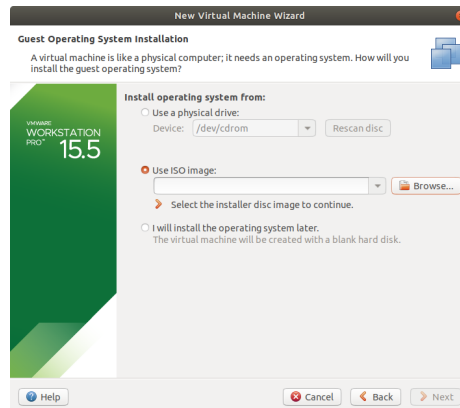 New Virtual Machine Wizard
Guest Operating System Installation
A virtual machine is like a physical computer; it needs an operating system. How will you
install the guest operating system?
VMWARE
WORKSTATION
PRO™
15.5
Install operating system from:
Use a physical drive:
Device: /dev/cdrom Rescan disc
Use ISO image:
Browse...
Select the installer disc image to continue.
I will install the operating system later.
The virtual machine will be created with a blank hard disk.
Help Cancel Back Next